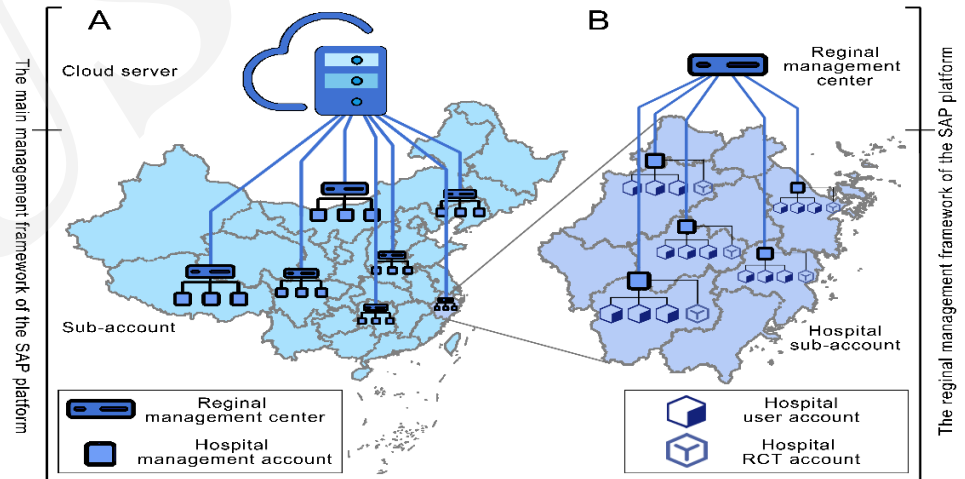 The main management framework of the SAP platform
A
Cloud server
Sub-account
Reginal
management center
Hospital
management account
B
Reginal
management
center
Hospital
sub-account
Hospital
user account
Hospital
RCT account
The reginal management framework of the SAP platform